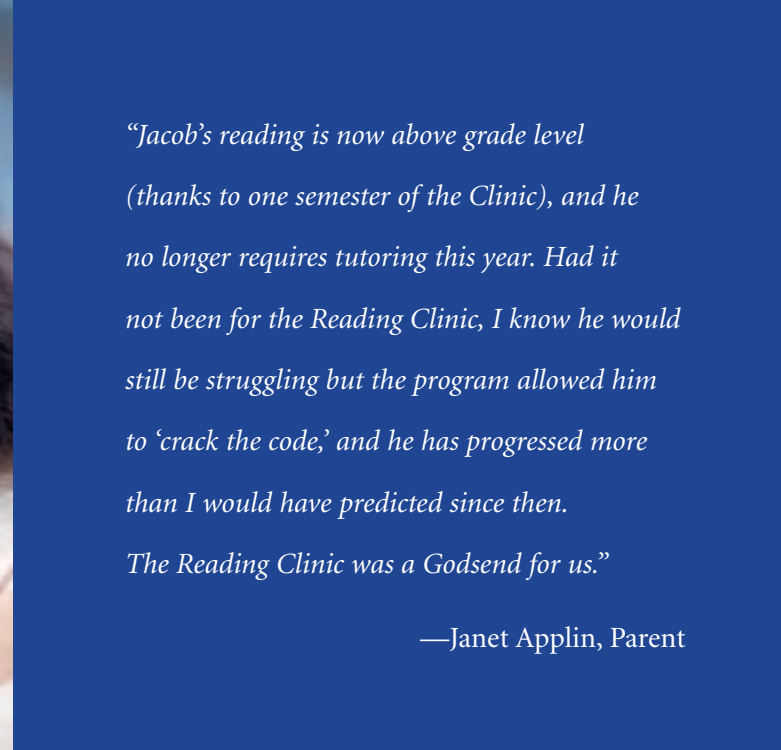 “Jacob’s reading is now above grade level
(thanks to one semester of the Clinic), and he
no longer requires tutoring this year. Had it
not been for the Reading Clinic, I know he would
still be struggling but the program allowed him
to ‘crack the code,’ and he has progressed more
than I would have predicted since then.
The Reading Clinic was a Godsend for us.”
—Janet Applin, Parent